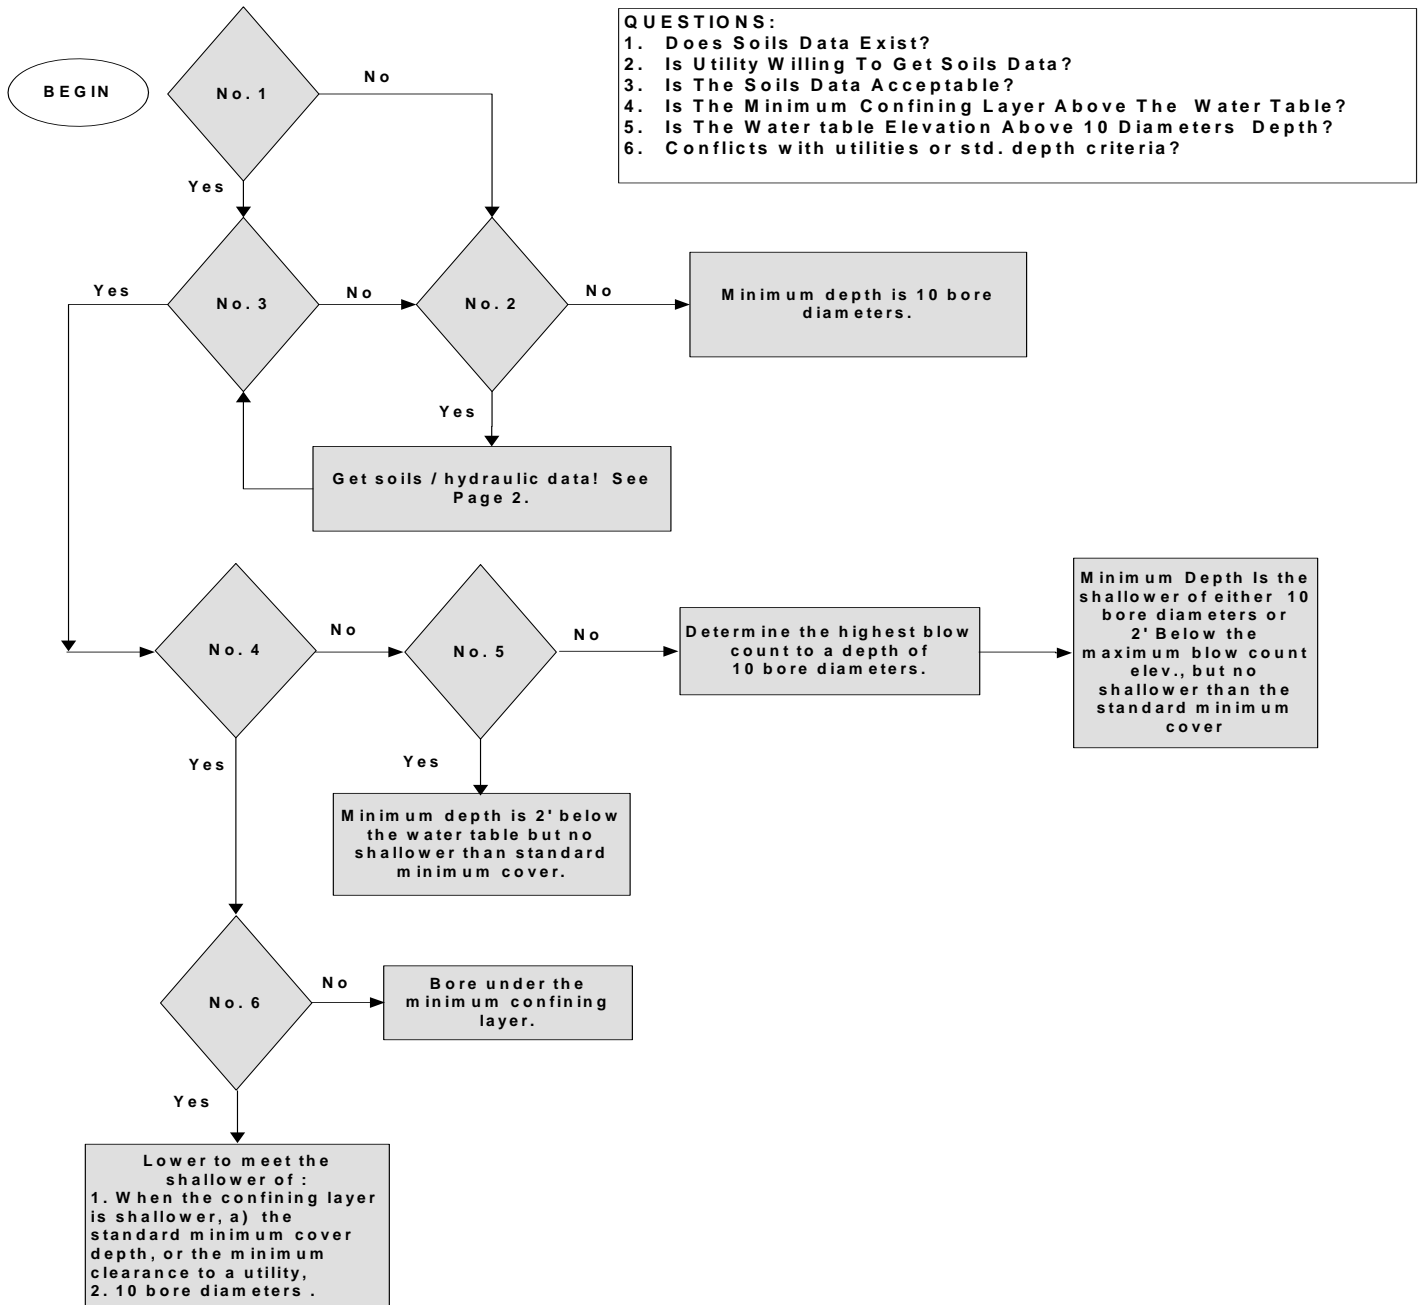 BEGIN
No. 1
No
Yes
QUESTIONS:
1. Does Soils Data Exist?
2. Is Utility Willing To Get Soils Data?
3. Is The Soils Data Acceptable?
4. Is The Minimum Confining Layer Above The Water Table?
5. Is The Water table Elevation Above 10 Diameters Depth?
6. Conflicts with utilities or std. depth criteria?
Yes
No. 3
No
No. 2
No
Minimum depth is 10 bore
diameters.
Yes
Get soils / hydraulic data! See
Page 2.
No. 4
No
Yes
No. 5
No
Yes
Determine the highest blow
count to a depth of
10 bore diameters.
Minimum Depth Is the
shallower of either 10
bore diameters or
2' Below the
maximum blow count
elev., but no
shallower than the
standard minimum
cover
Minimum depth is 2' below
the water table but no
shallower than standard
minimum cover.
No. 6
No
Bore under the
minimum confining
layer.
Yes
Lower to meet the
shallower of :
1. When the confining layer
is shallower, a) the
standard minimum cover
depth, or the minimum
clearance to a utility,
2. 10 bore diameters .